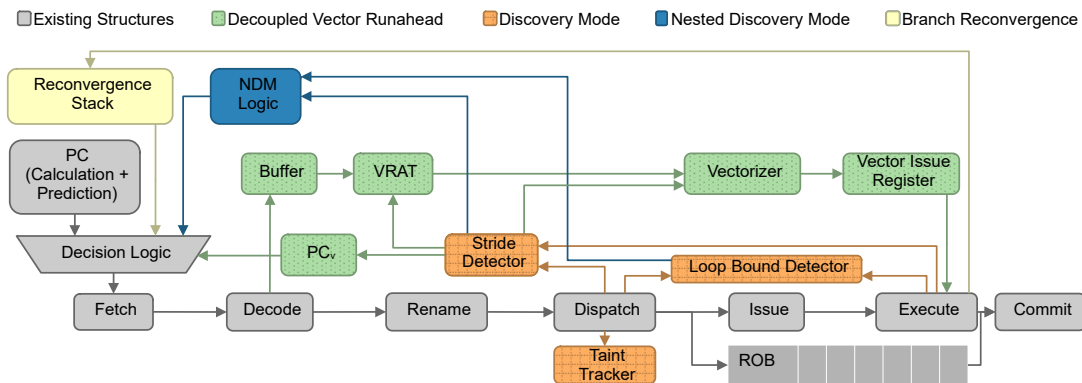 Existing Structures
Decoupled Vector Runahead
Discovery Mode
Nested Discovery Mode
Branch Reconvergence
Reconvergence
Stack
NDM
Logic
PC
(Calculation +
Prediction)
Buffer
VRAT
Vectorizer
Vector Issue
Register
Decision Logic
PCv
Stride
Detector
Loop Bound Detector
Fetch
Decode
Rename
Dispatch
Issue
Execute
Commit
Taint
Tracker
ROB